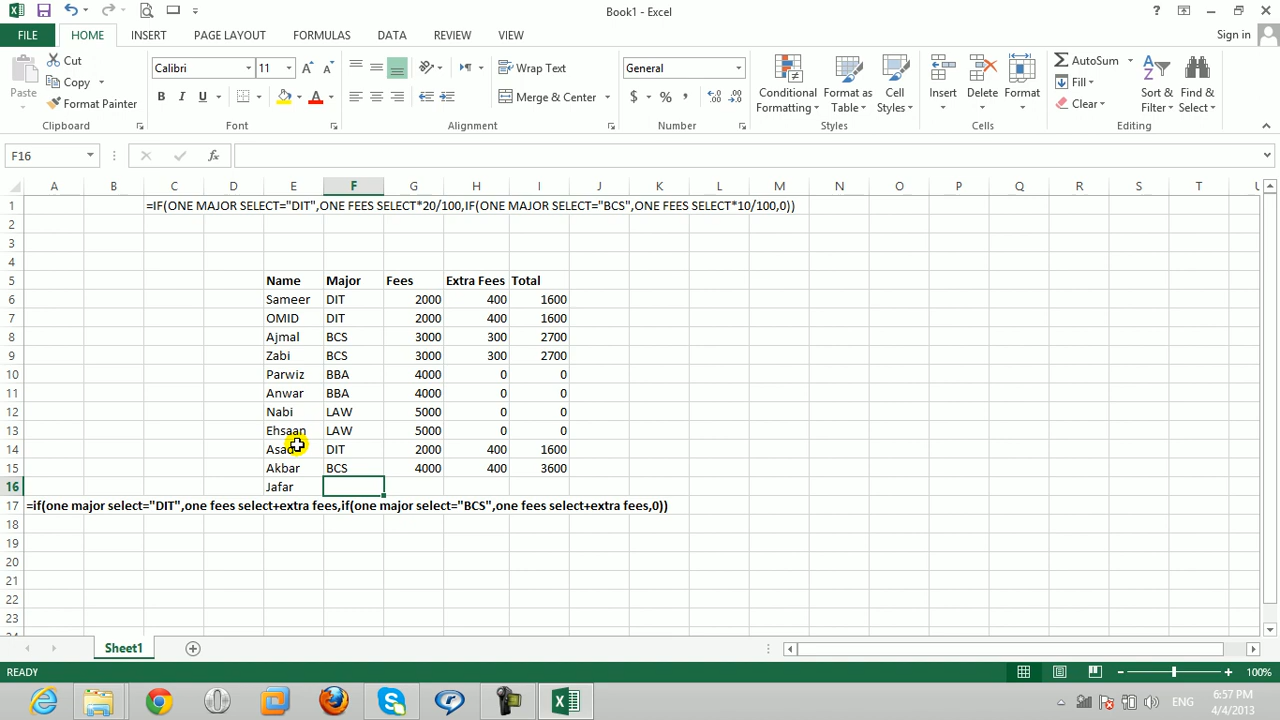 Book1 - Excel
? 
Sign in
FILE HOME INSERT PAGE LAYOUT FORMULAS DATA REVIEW VIEW
Paste
Cut
Copy
Format Painter
Clipboard
Calibri 11
B I U
Font
Wrap Text
Merge & Center
Alignment
General
$ % ,
Number
Conditional Formatting
Format as Table
Cell Styles
Styles
Insert
Delete
Format
Cells
AutoSum
Fill
Clear
Sort & Filter
Find & Select
Editing
F16
fx
A B C D E F G H I J K L M N O P Q R S T U
1 =IF(ONE MAJOR SELECT="DIT",ONE FEES SELECT*20/100,IF(ONE MAJOR SELECT="BCS",ONE FEES SELECT*10/100,0))
2
3
4
5 Name Major Fees Extra Fees Total
6 Sameer DIT 2000 400 1600
7 OMID DIT 2000 400 1600
8 Ajmal BCS 3000 300 2700
9 Zabi BCS 3000 300 2700
10 Parwiz BBA 4000 0 0
11 Anwar BBA 4000 0 0
12 Nabi LAW 5000 0 0
13 Ehsaan LAW 5000 0 0
14 Asad DIT 2000 400 1600
15 Akbar BCS 4000 400 3600
16 Jafar
17 =if(one major select="DIT",one fees select+extra fees,if(one major select="BCS",one fees select+extra fees,0))
18
19
20
21
22
23
24
Sheet1
READY
100%
ENG
6:57 PM
4/4/2013